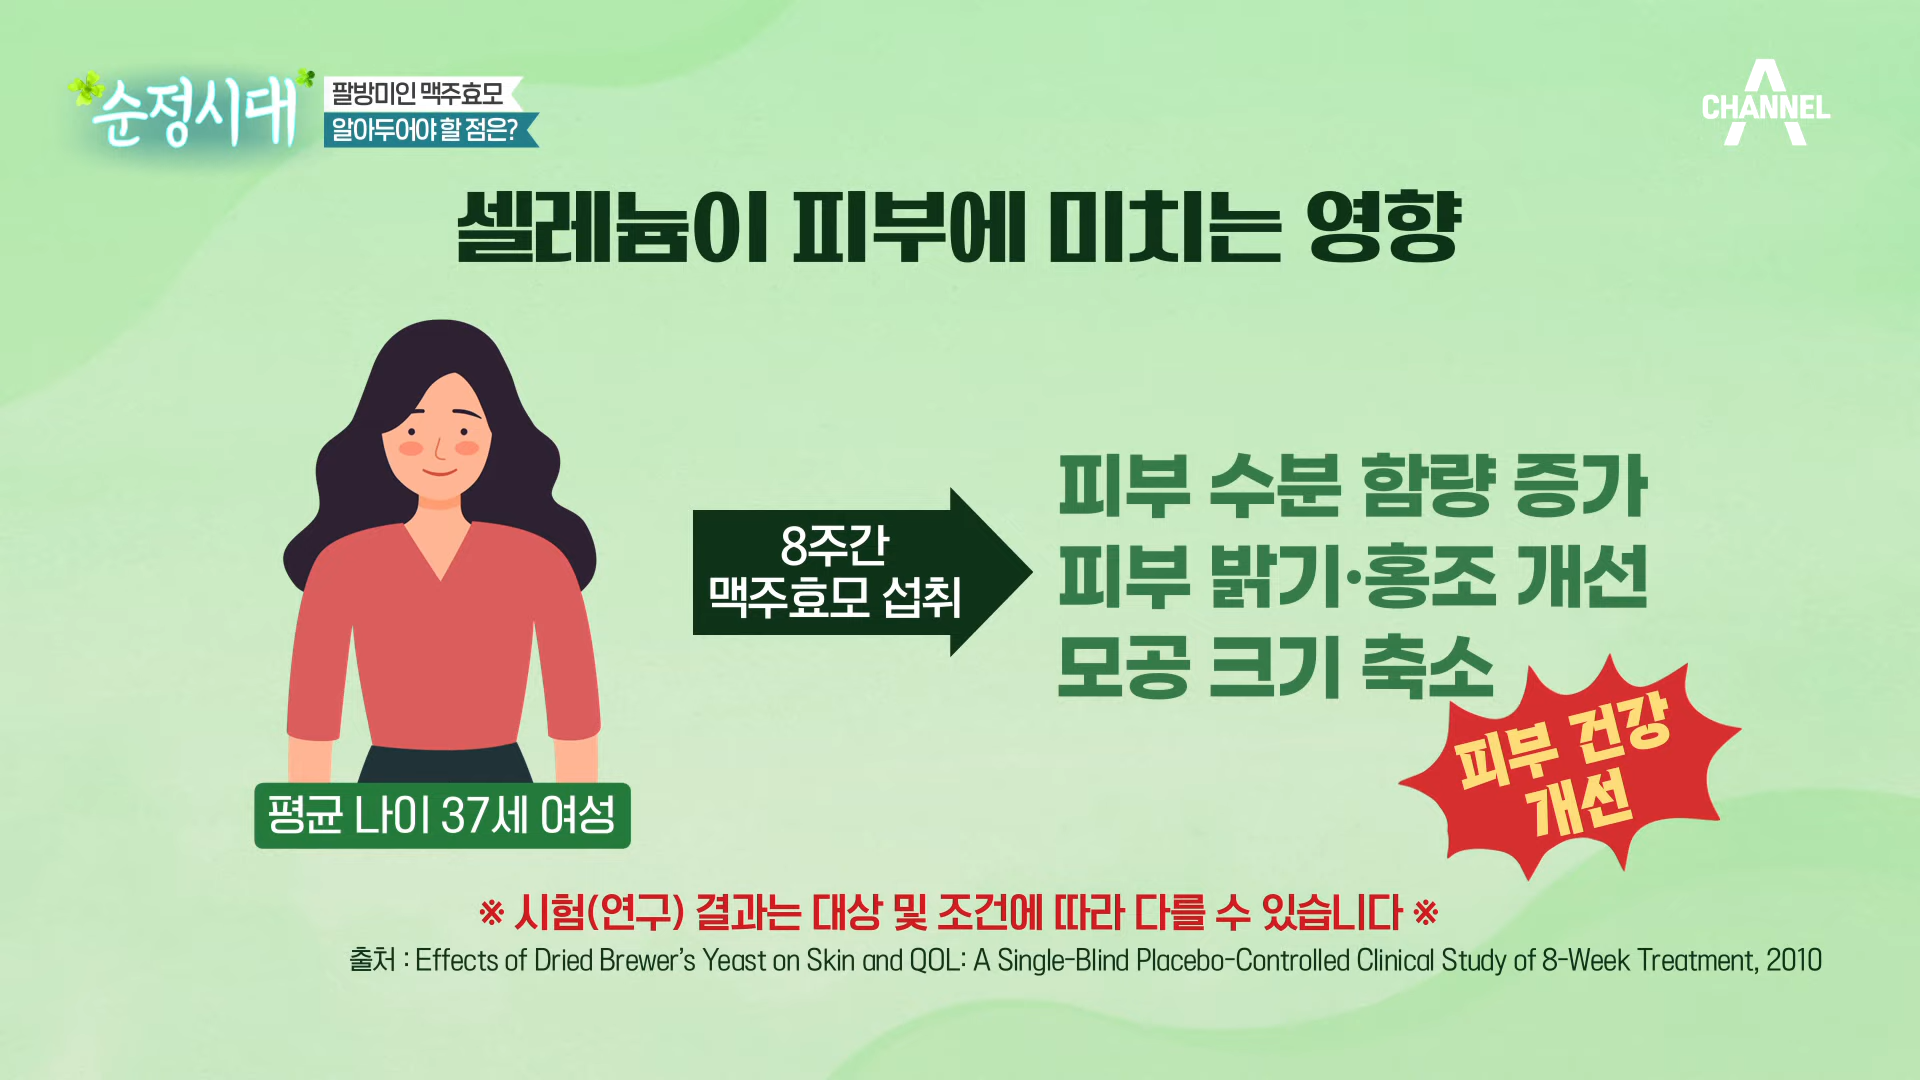 순정시대
팔방미인 맥주효모
알아두어야 할 점은?
CHANNEL A
셀레늄이 피부에 미치는 영향
8주간
맥주효모 섭취
피부 수분 함량 증가
피부 밝기·홍조 개선
모공 크기 축소
피부 건강
개선
평균 나이 37세 여성
※ 시험(연구) 결과는 대상 및 조건에 따라 다를 수 있습니다 ※
출처 : Effects of Dried Brewer’s Yeast on Skin and QOL: A Single-Blind Placebo-Controlled Clinical Study of 8-Week Treatment, 2010